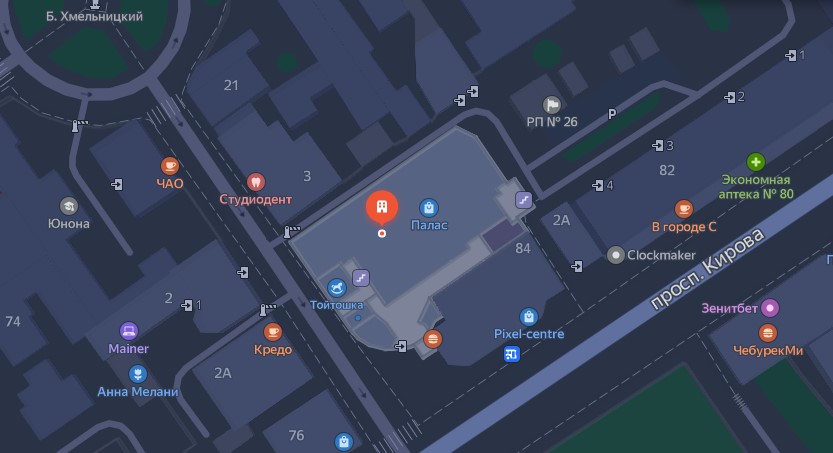 Б. Хмельницкий
1
21
2
РП № 26
P
3
82
ЧАО
3
Экономная
аптека № 80
Студиодент
4
Юнона
Палас
2А
В городе С
84
Clockmaker
просп. Кирова
Тойтошка
2
1
Зенитбет
74
Pixel-centre
Mainer
Кредо
ЧебурекМи
2А
Анна Мелани
76